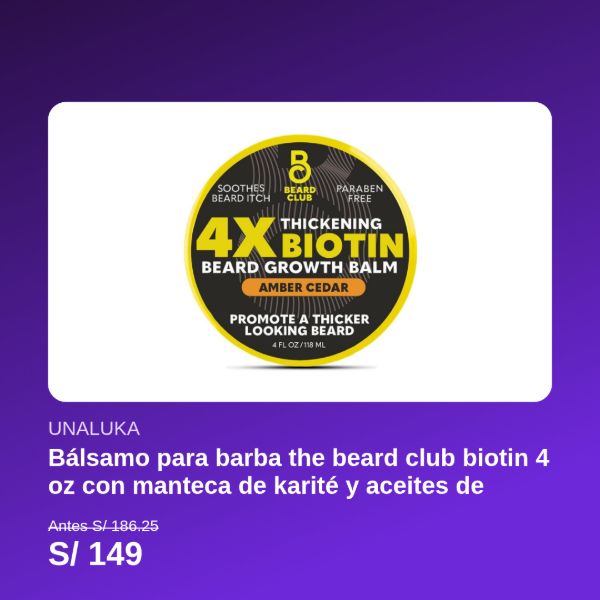 BEARD
CLUB
SOOTHES
BEARD ITCH
PARABEN
FREE
4X THICKENING
BIOTIN
BEARD GROWTH BALM
AMBER CEDAR
PROMOTE A THICKER
LOOKING BEARD
4 FL OZ / 118 ML
UNALUKA
Bálsamo para barba the beard club biotin 4
oz con manteca de karité y aceites de
Antes S/ 186.25
S/ 149